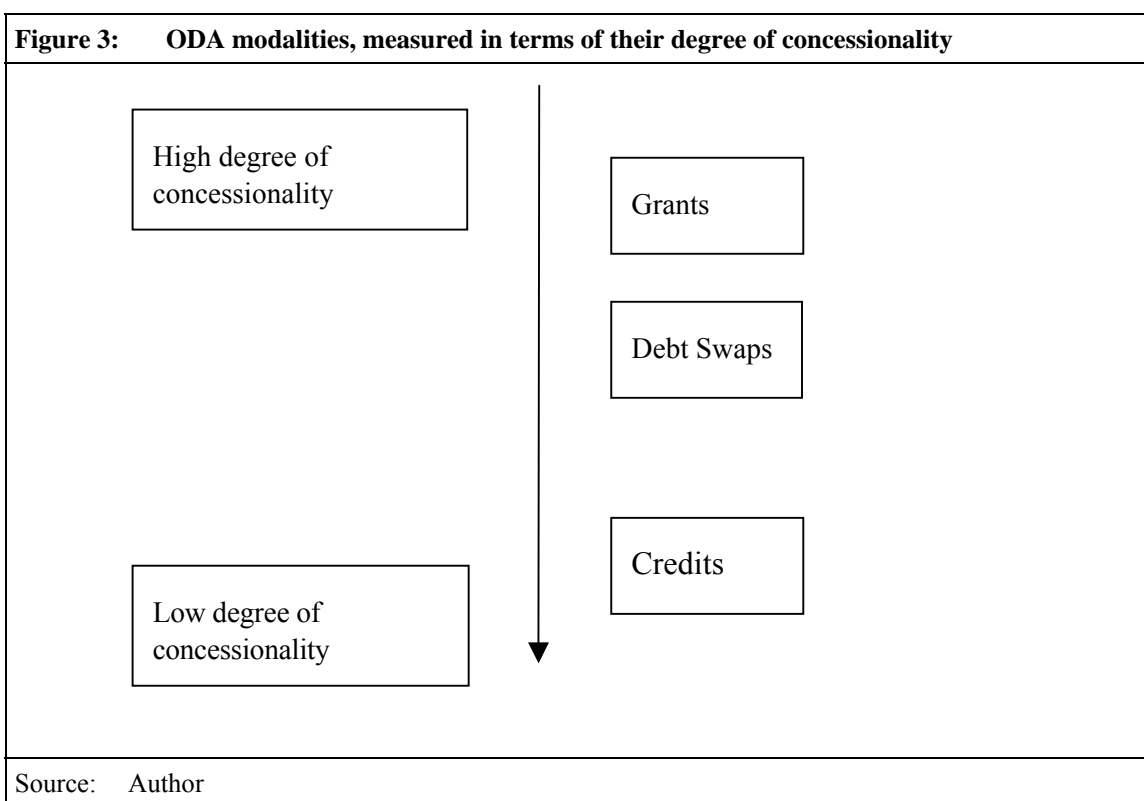 Figure 3: ODA modalities, measured in terms of their degree of concessionality
High degree of
concessionality
Grants
Debt Swaps
Credits
Low degree of
concessionality
Source: Author